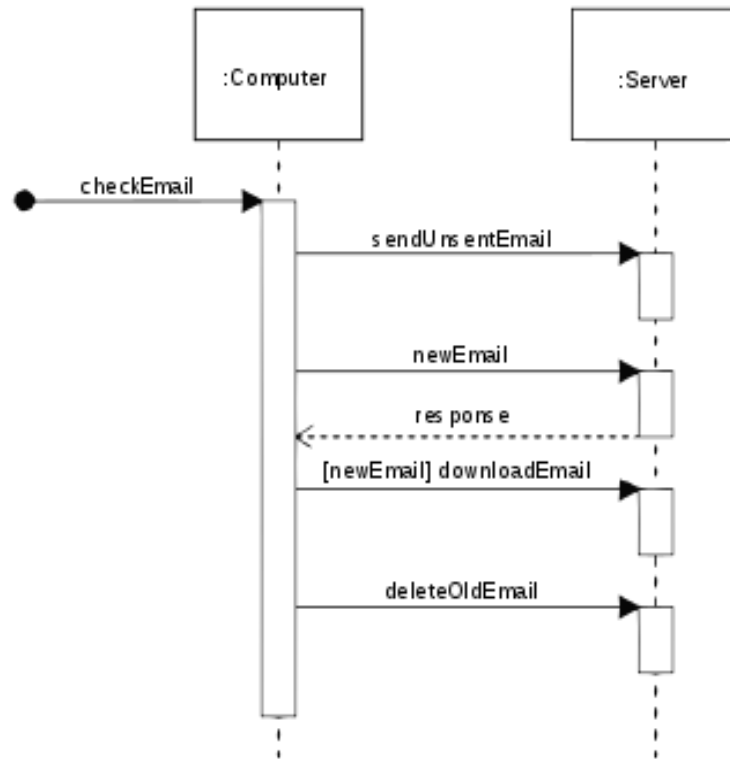 :Computer
:Server
checkEmail
sendUnsentEmail
newEmail
response
[newEmail] downloadEmail
deleteOldEmail